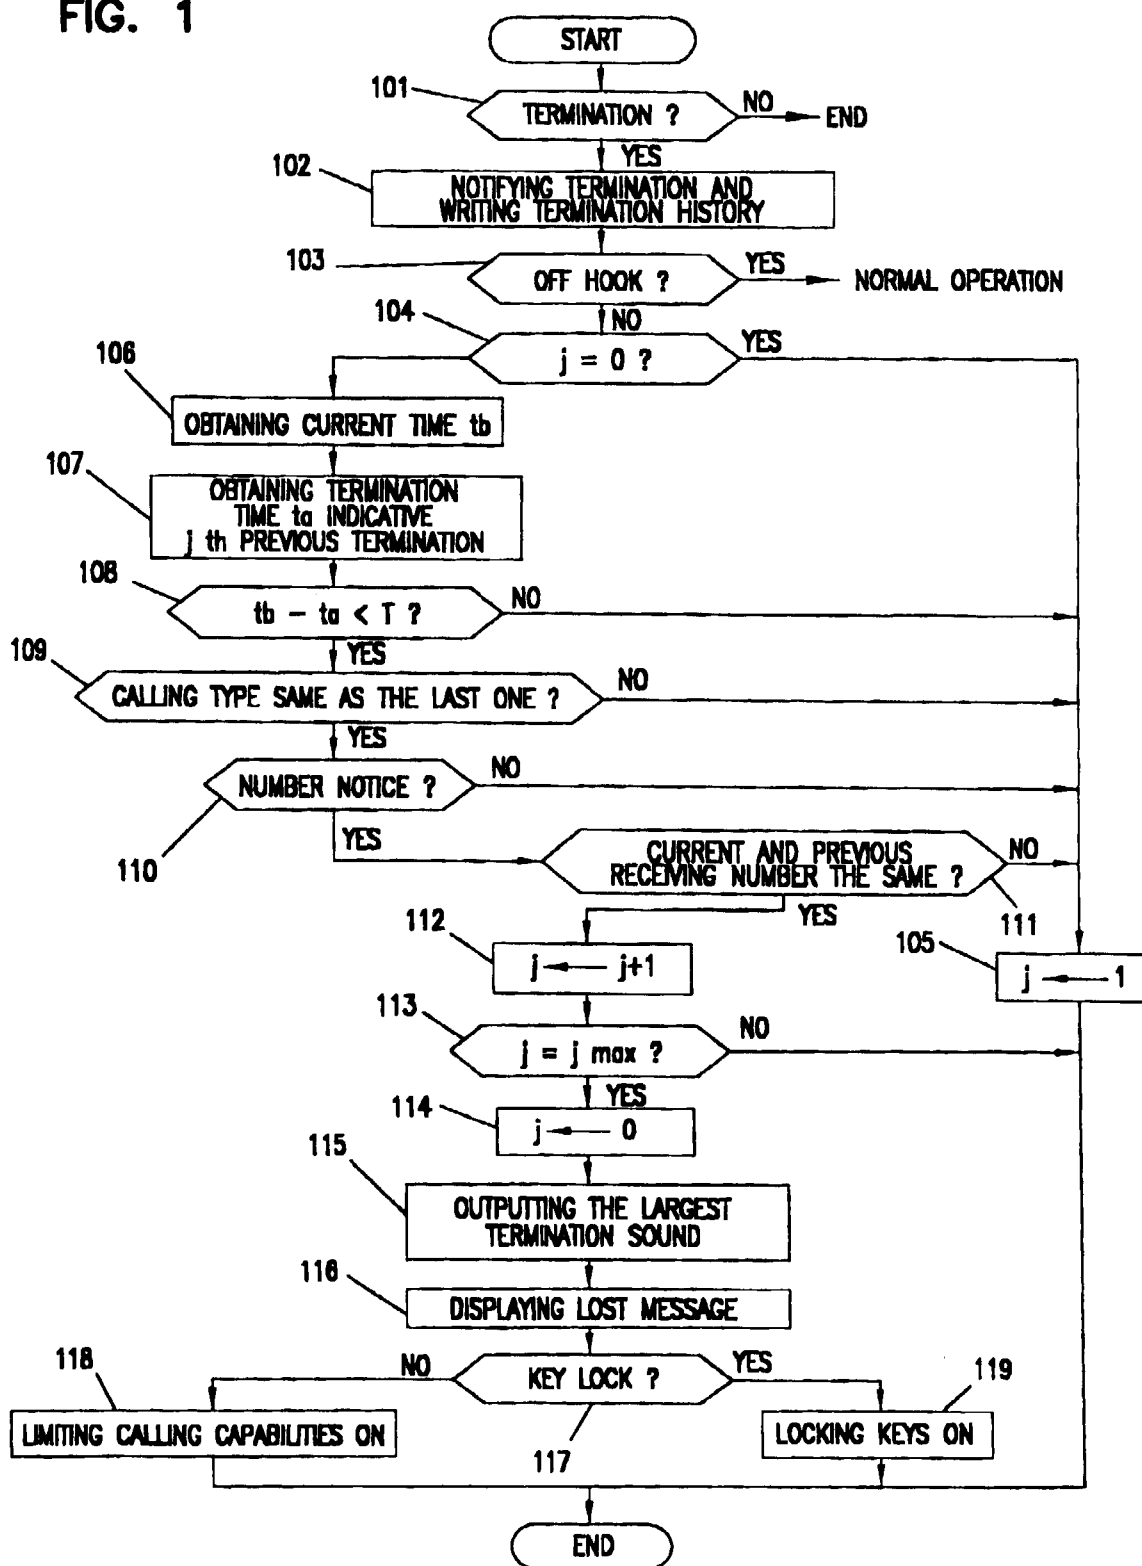 FIG. 1
START
101
TERMINATION ?
NO
END
YES
102
NOTIFYING TERMINATION AND
WRITING TERMINATION HISTORY
103
OFF HOOK ?
YES
NORMAL OPERATION
NO
104
j = 0 ?
YES
106
OBTAINING CURRENT TIME tb
107
OBTAINING TERMINATION
TIME ta INDICATIVE
j th PREVIOUS TERMINATION
108
tb - ta < T ?
NO
YES
109
CALLING TYPE SAME AS THE LAST ONE ?
NO
YES
NUMBER NOTICE ?
NO
110
YES
CURRENT AND PREVIOUS
RECEIVING NUMBER THE SAME ?
NO
111
YES
112
j ← j+1
105
j ← 1
113
j = j max ?
NO
YES
114
j ← 0
115
OUTPUTTING THE LARGEST
TERMINATION SOUND
116
DISPLAYING LOST MESSAGE
KEY LOCK ?
NO
YES
117
118
LIMITING CALLING CAPABILITIES ON
119
LOCKING KEYS ON
END